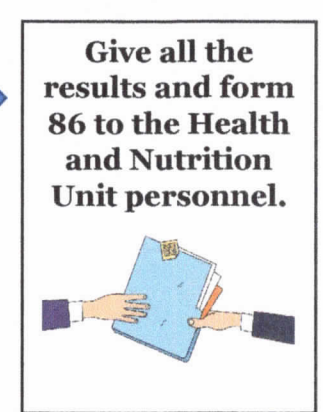 Give all the
results and form
86 to the Health
and Nutrition
Unit personnel.